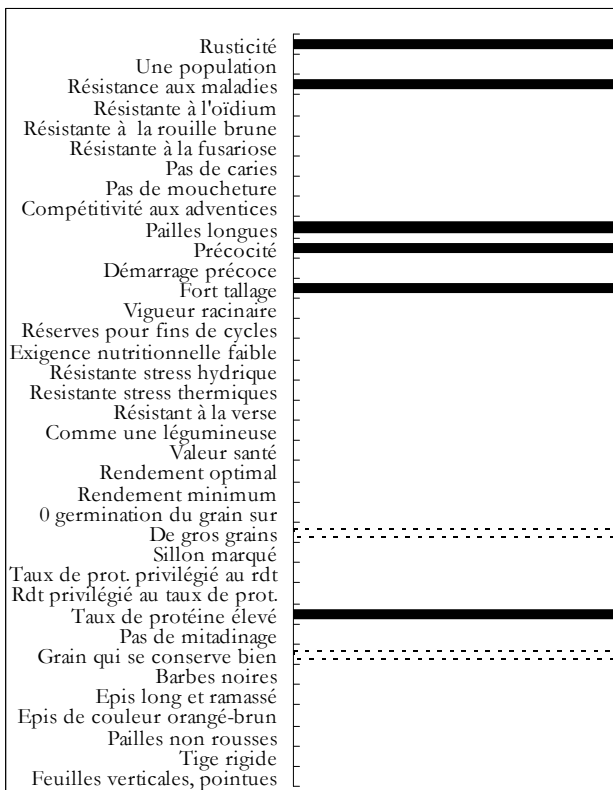 Rusticité
Une population
Résistance aux maladies
Résistante à l'oïdium
Résistante à la rouille brune
Résistante à la fusariose
Pas de caries
Pas de moucheture
Compétitivité aux adventices
Pailles longues
Précocité
Démarrage précoce
Fort tallage
Vigueur racinaire
Réserves pour fins de cycles
Exigence nutritionnelle faible
Résistante stress hydrique
Resistante stress thermiques
Résistant à la verse
Comme une légumineuse
Valeur santé
Rendement optimal
Rendement minimum
0 germination du grain sur
De gros grains
Sillon marqué
Taux de prot. privilégié au rdt
Rdt privilégié au taux de prot.
Taux de protéine élevé
Pas de mitadinage
Grain qui se conserve bien
Barbes noires
Epis long et ramassé
Epis de couleur orangé-brun
Pailles non rousses
Tige rigide
Feuilles verticales, pointues